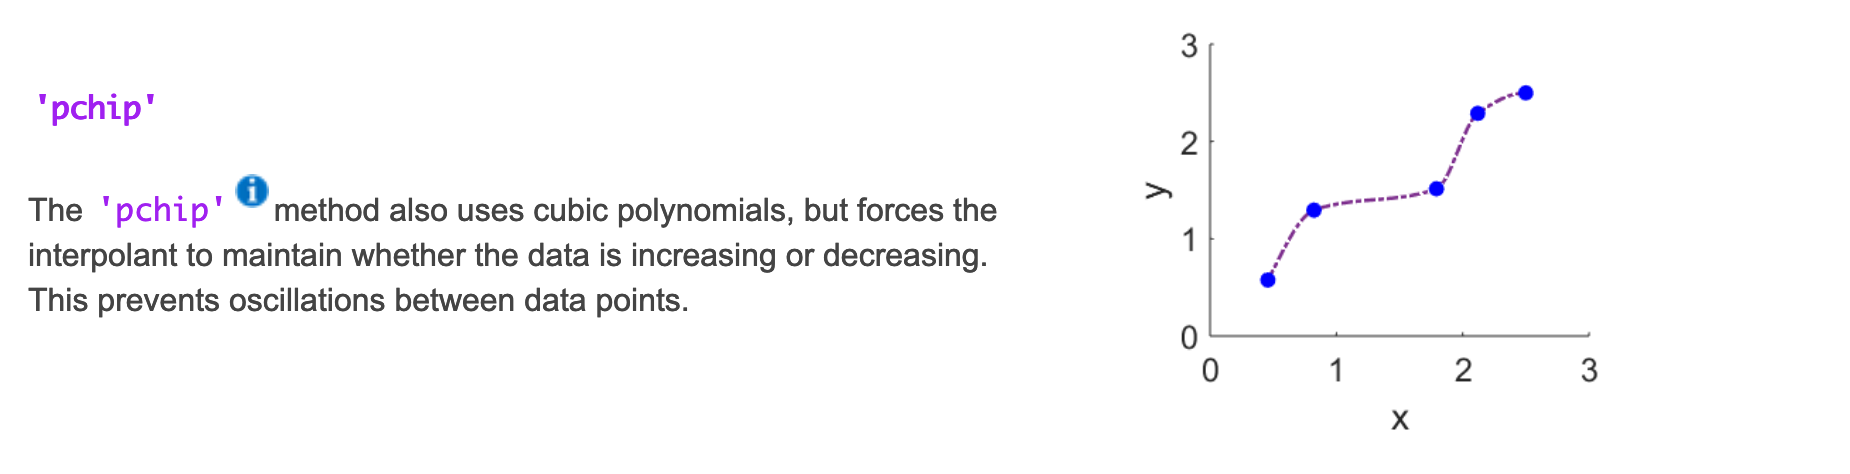 'pchip'
The 'pchip' i method also uses cubic polynomials, but forces the
interpolant to maintain whether the data is increasing or decreasing.
This prevents oscillations between data points.
3
2
1
0
y
0 1 2 3
x